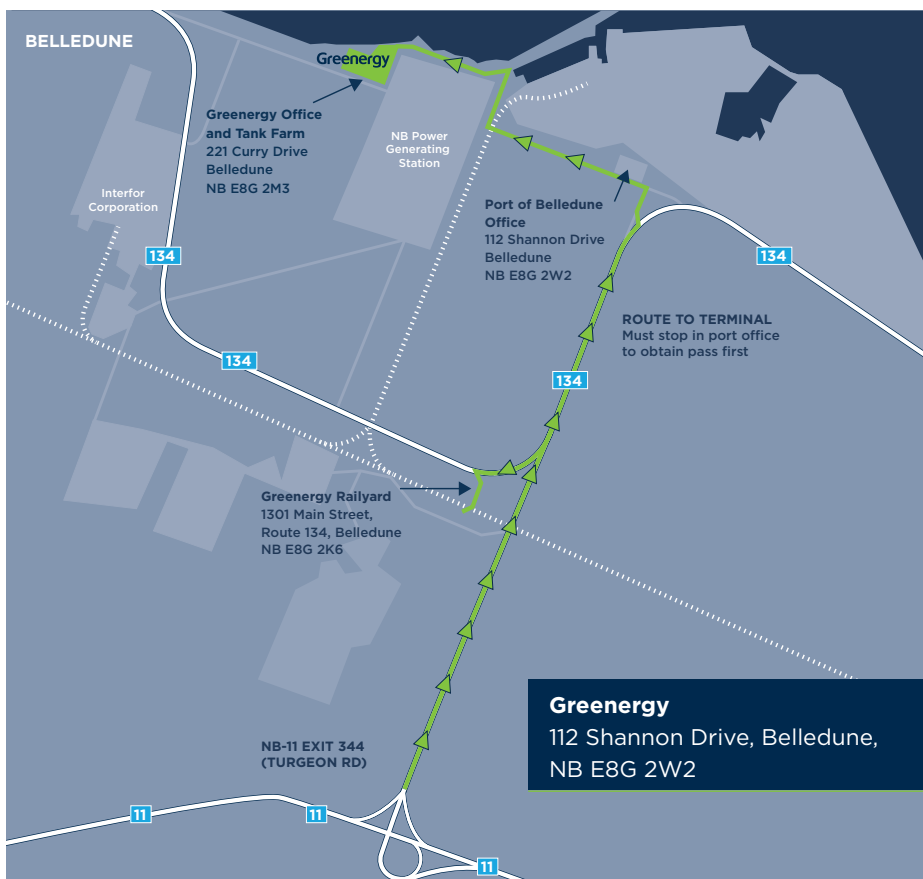 BELLEDUNE
Greenergy
Greenergy Office
and Tank Farm
221 Curry Drive
Belledune
NB E8G 2M3
NB Power
Generating
Station
Interfor
Corporation
Port of Belledune
Office
112 Shannon Drive
Belledune
NB E8G 2W2
134
134
ROUTE TO TERMINAL
Must stop in port office
to obtain pass first
134
134
Greenergy Railyard
1301 Main Street,
Route 134, Belledune
NB E8G 2K6
Greenergy
112 Shannon Drive, Belledune,
NB E8G 2W2
NB-11 EXIT 344
(TURGEON RD)
11
11
11